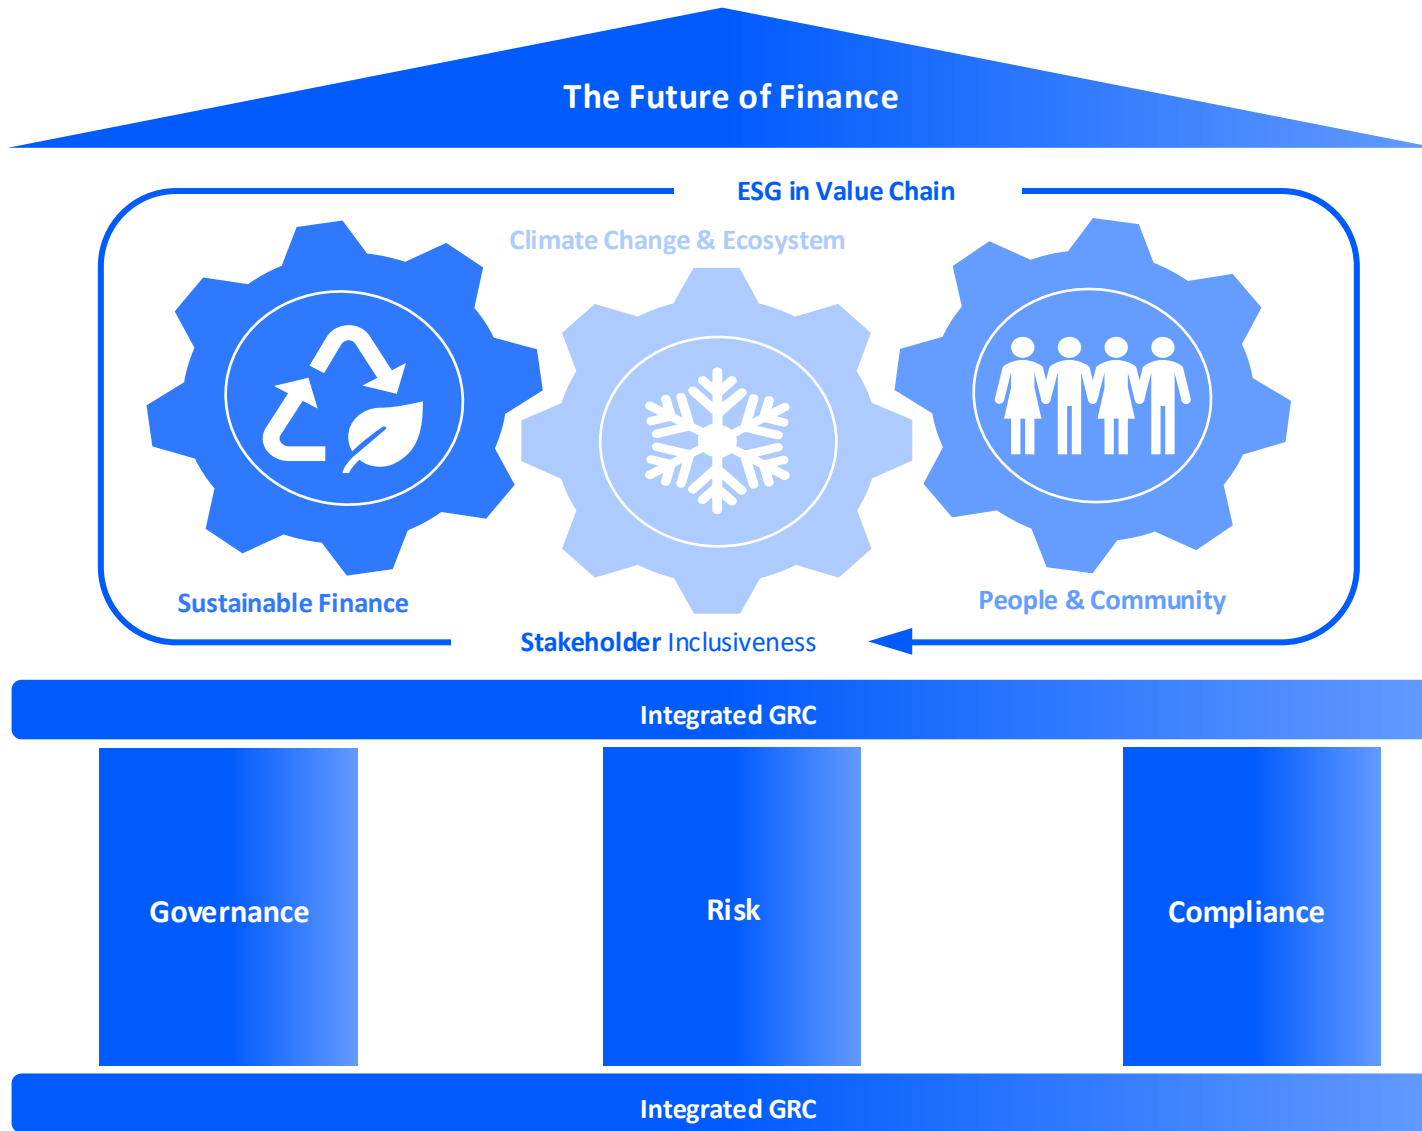 The Future of Finance
ESG in Value Chain
Climate Change & Ecosystem
Sustainable Finance
People & Community
Stakeholder Inclusiveness
Integrated GRC
Governance
Risk
Compliance
Integrated GRC